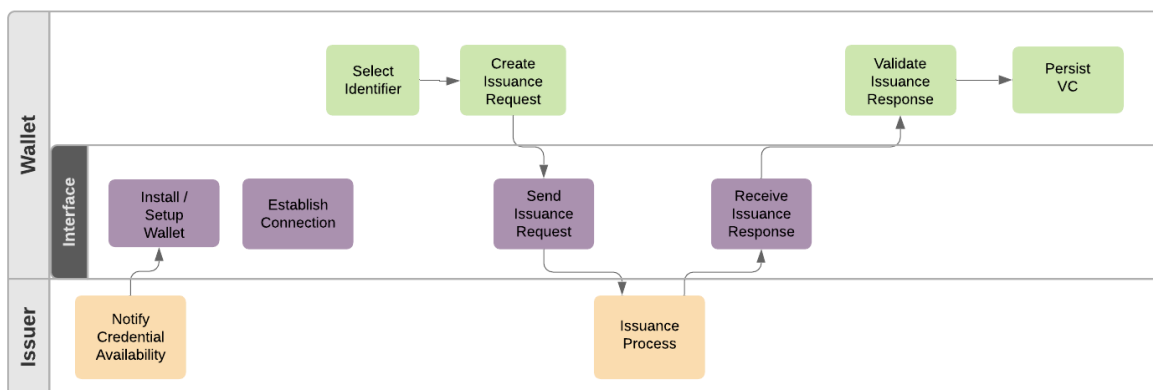 Wallet
Select
Identifier
Create
Issuance
Request
Validate
Issuance
Response
Persist
VC
Interface
Install /
Setup
Wallet
Establish
Connection
Send
Issuance
Request
Receive
Issuance
Response
Issuer
Notify
Credential
Availability
Issuance
Process